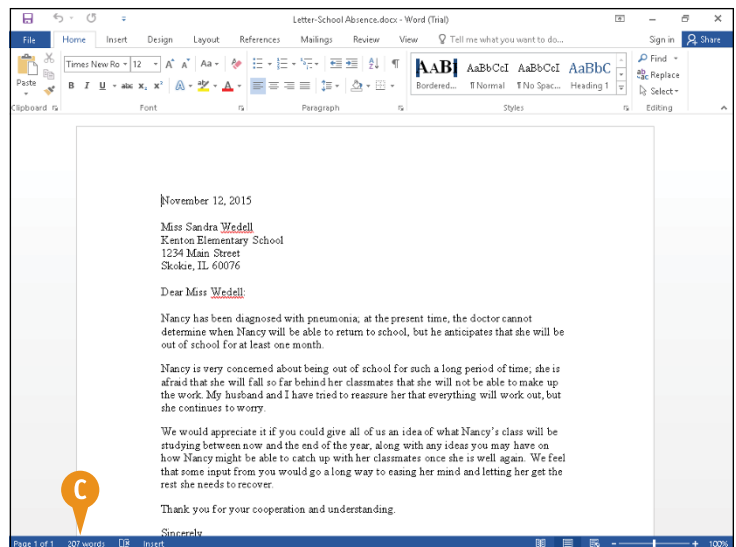 Letter-School Absence.docx - Word (Trial)
File Home Insert Design Layout References Mailings Review View Tell me what you want to do... Sign in Share
Times New Ro 12 A A Aa Find
AaBl AaBbCcI AaBbCcI AaBbC Replace
Paste B I U abc x₂ x² A aby A Bordered... ¶ Normal ¶ No Spac... Heading 1 Select
Clipboard Font Paragraph Styles Editing
November 12, 2015
Miss Sandra Wedell
Kenton Elementary School
1234 Main Street
Skokie, IL 60076
Dear Miss Wedell:
Nancy has been diagnosed with pneumonia; at the present time, the doctor cannot
determine when Nancy will be able to return to school, but he anticipates that she will be
out of school for at least one month.
Nancy is very concerned about being out of school for such a long period of time; she is
afraid that she will fall so far behind her classmates that she will not be able to make up
the work. My husband and I have tried to reassure her that everything will work out, but
she continues to worry.
We would appreciate it if you could give all of us an idea of what Nancy's class will be
studying between now and the end of the year, along with any ideas you may have on
how Nancy might be able to catch up with her classmates once she is well again. We feel
that some input from you would go a long way to easing her mind and letting her get the
rest she needs to recover.
C
Thank you for your cooperation and understanding.
Sincerely
Page 1 of 1 207 words Insert 100%